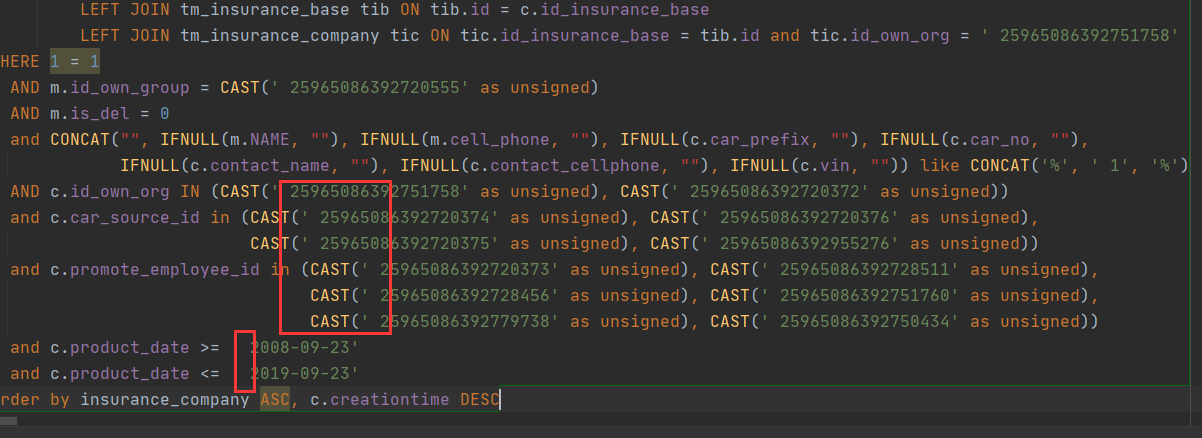 LEFT JOIN tm_insurance_base tib ON tib.id = c.id_insurance_base
LEFT JOIN tm_insurance_company tic ON tic.id_insurance_base = tib.id and tic.id_own_org = ' 25965086392751758'
HERE 1 = 1
AND m.id_own_group = CAST(' 25965086392720555' as unsigned)
AND m.is_del = 0
and CONCAT("", IFNULL(m.NAME, ""), IFNULL(m.cell_phone, ""), IFNULL(c.car_prefix, ""), IFNULL(c.car_no, ""),
IFNULL(c.contact_name, ""), IFNULL(c.contact_cellphone, ""), IFNULL(c.vin, "")) like CONCAT('%', ' 1', '%')
AND c.id_own_org IN (CAST(' 25965086392751758' as unsigned), CAST(' 25965086392720372' as unsigned))
and c.car_source_id in (CAST(' 25965086392720374' as unsigned), CAST(' 25965086392720376' as unsigned),
CAST(' 25965086392720375' as unsigned), CAST(' 25965086392955276' as unsigned))
and c.promote_employee_id in (CAST(' 25965086392720373' as unsigned), CAST(' 25965086392728511' as unsigned),
CAST(' 25965086392728456' as unsigned), CAST(' 25965086392751760' as unsigned),
CAST(' 25965086392779738' as unsigned), CAST(' 25965086392750434' as unsigned))
and c.product_date >= 2008-09-23'
and c.product_date <= 2019-09-23'
rder by insurance_company ASC, c.creationtime DESC